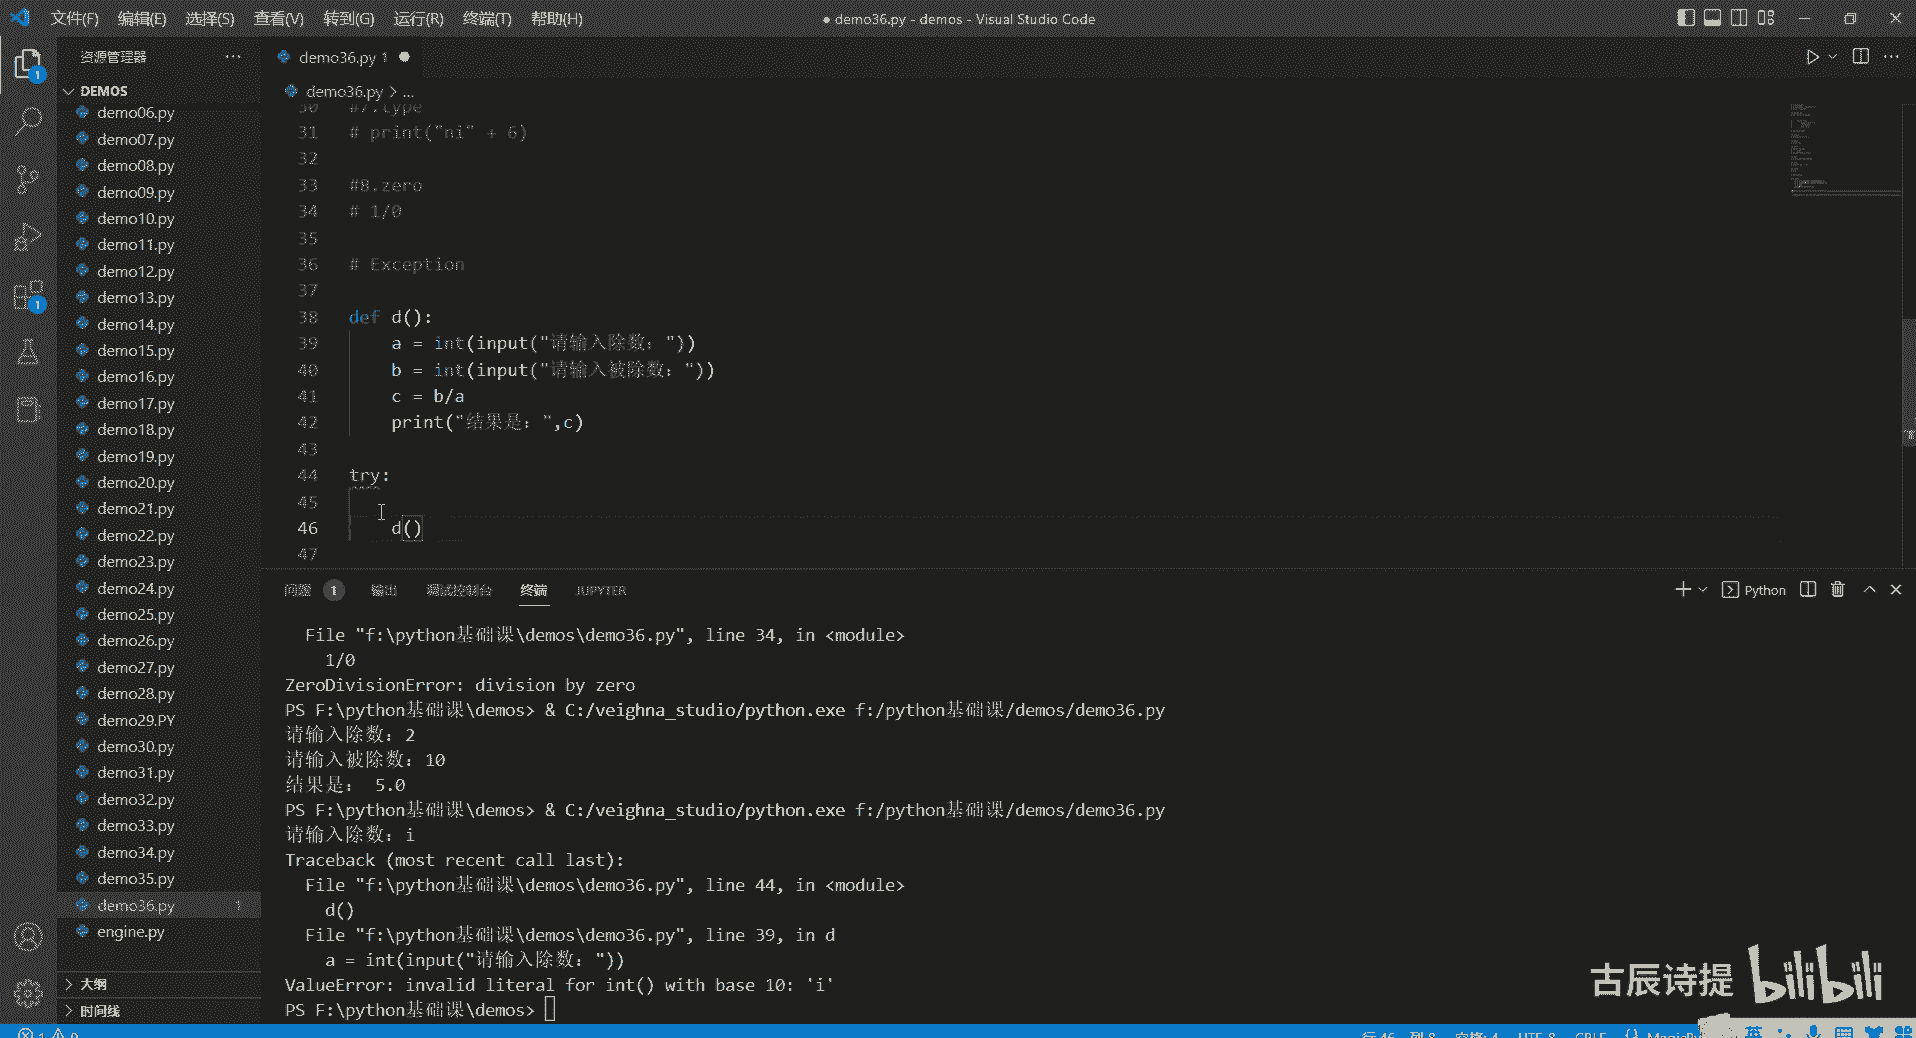 文件(F) 编辑(E) 选择(S) 查看(V) 转到(G) 运行(R) 终端(T) 帮助(H)
● demo36.py - demos - Visual Studio Code
资源管理器
DEMOS
demo06.py
demo07.py
demo08.py
demo09.py
demo10.py
demo11.py
demo12.py
demo13.py
demo14.py
demo15.py
demo16.py
demo17.py
demo18.py
demo19.py
demo20.py
demo21.py
demo22.py
demo23.py
demo24.py
demo25.py
demo26.py
demo27.py
demo28.py
demo29.PY
demo30.py
demo31.py
demo32.py
demo33.py
demo34.py
demo35.py
demo36.py 1
engine.py
大纲
时间线
demo36.py 1 ●
demo36.py > ...
30 #7.type
31 # print("ni" + 6)
32
33 #8.zero
34 # 1/0
35
36 # Exception
37
38 def d():
39 a = int(input("请输入除数："))
40 b = int(input("请输入被除数："))
41 c = b/a
42 print("结果是：",c)
43
44 try:
45
46 d()
47
问题 1 输出 调试控制台 终端 JUPYTER
Python
File "f:\python基础课\demos\demo36.py", line 34, in <module>
1/0
ZeroDivisionError: division by zero
PS F:\python基础课\demos> & C:/veighna_studio/python.exe f:/python基础课/demos/demo36.py
请输入除数：2
请输入被除数：10
结果是： 5.0
PS F:\python基础课\demos> & C:/veighna_studio/python.exe f:/python基础课/demos/demo36.py
请输入除数：i
Traceback (most recent call last):
File "f:\python基础课\demos\demo36.py", line 44, in <module>
d()
File "f:\python基础课\demos\demo36.py", line 39, in d
a = int(input("请输入除数："))
ValueError: invalid literal for int() with base 10: 'i'
PS F:\python基础课\demos>
古辰诗提 bilibili
行 46，列 8 空格: 4 UTF-8 CRLF
英